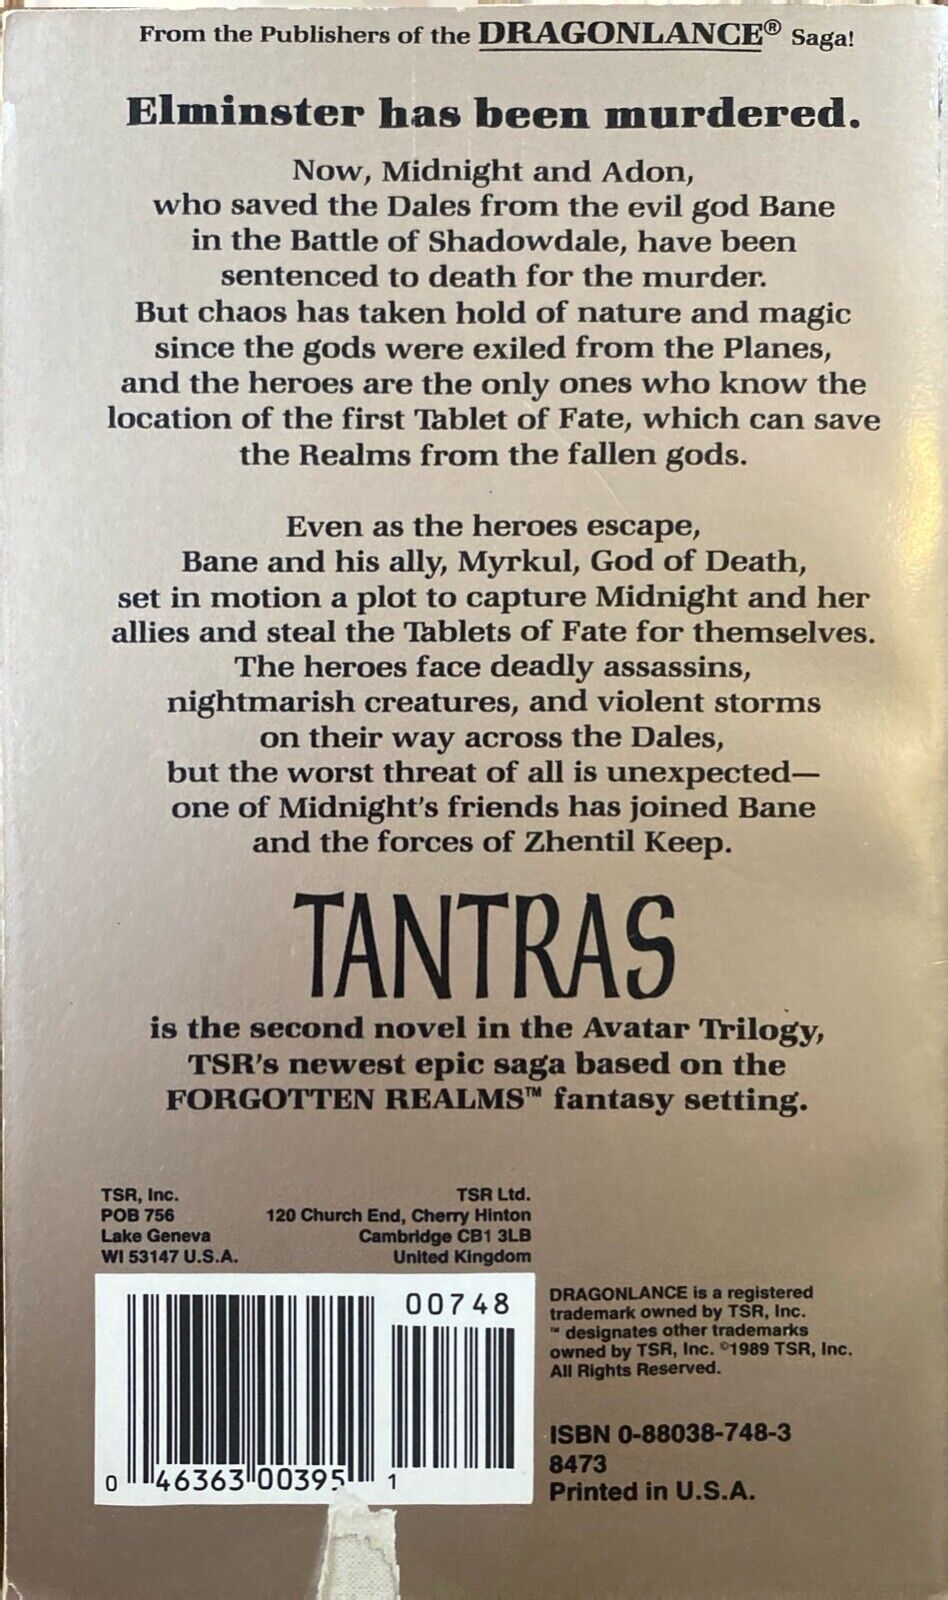 From the Publishers of the DRAGONLANCE® Saga!
Elminster has been murdered.
Now, Midnight and Adon,
who saved the Dales from the evil god Bane
in the Battle of Shadowdale, have been
sentenced to death for the murder.
But chaos has taken hold of nature and magic
since the gods were exiled from the Planes,
and the heroes are the only ones who know the
location of the first Tablet of Fate, which can save
the Realms from the fallen gods.
Even as the heroes escape,
Bane and his ally, Myrkul, God of Death,
set in motion a plot to capture Midnight and her
allies and steal the Tablets of Fate for themselves.
The heroes face deadly assassins,
nightmarish creatures, and violent storms
on their way across the Dales,
but the worst threat of all is unexpected—
one of Midnight's friends has joined Bane
and the forces of Zhentil Keep.
TANTRAS
is the second novel in the Avatar Trilogy,
TSR's newest epic saga based on the
FORGOTTEN REALMS™ fantasy setting.
TSR, Inc.
POB 756
Lake Geneva
WI 53147 U.S.A.
TSR Ltd.
120 Church End, Cherry Hinton
Cambridge CB1 3LB
United Kingdom
00748
0 46363 00395 1
DRAGONLANCE is a registered
trademark owned by TSR, Inc.
™ designates other trademarks
owned by TSR, Inc. ©1989 TSR, Inc.
All Rights Reserved.
ISBN 0-88038-748-3
8473
Printed in U.S.A.